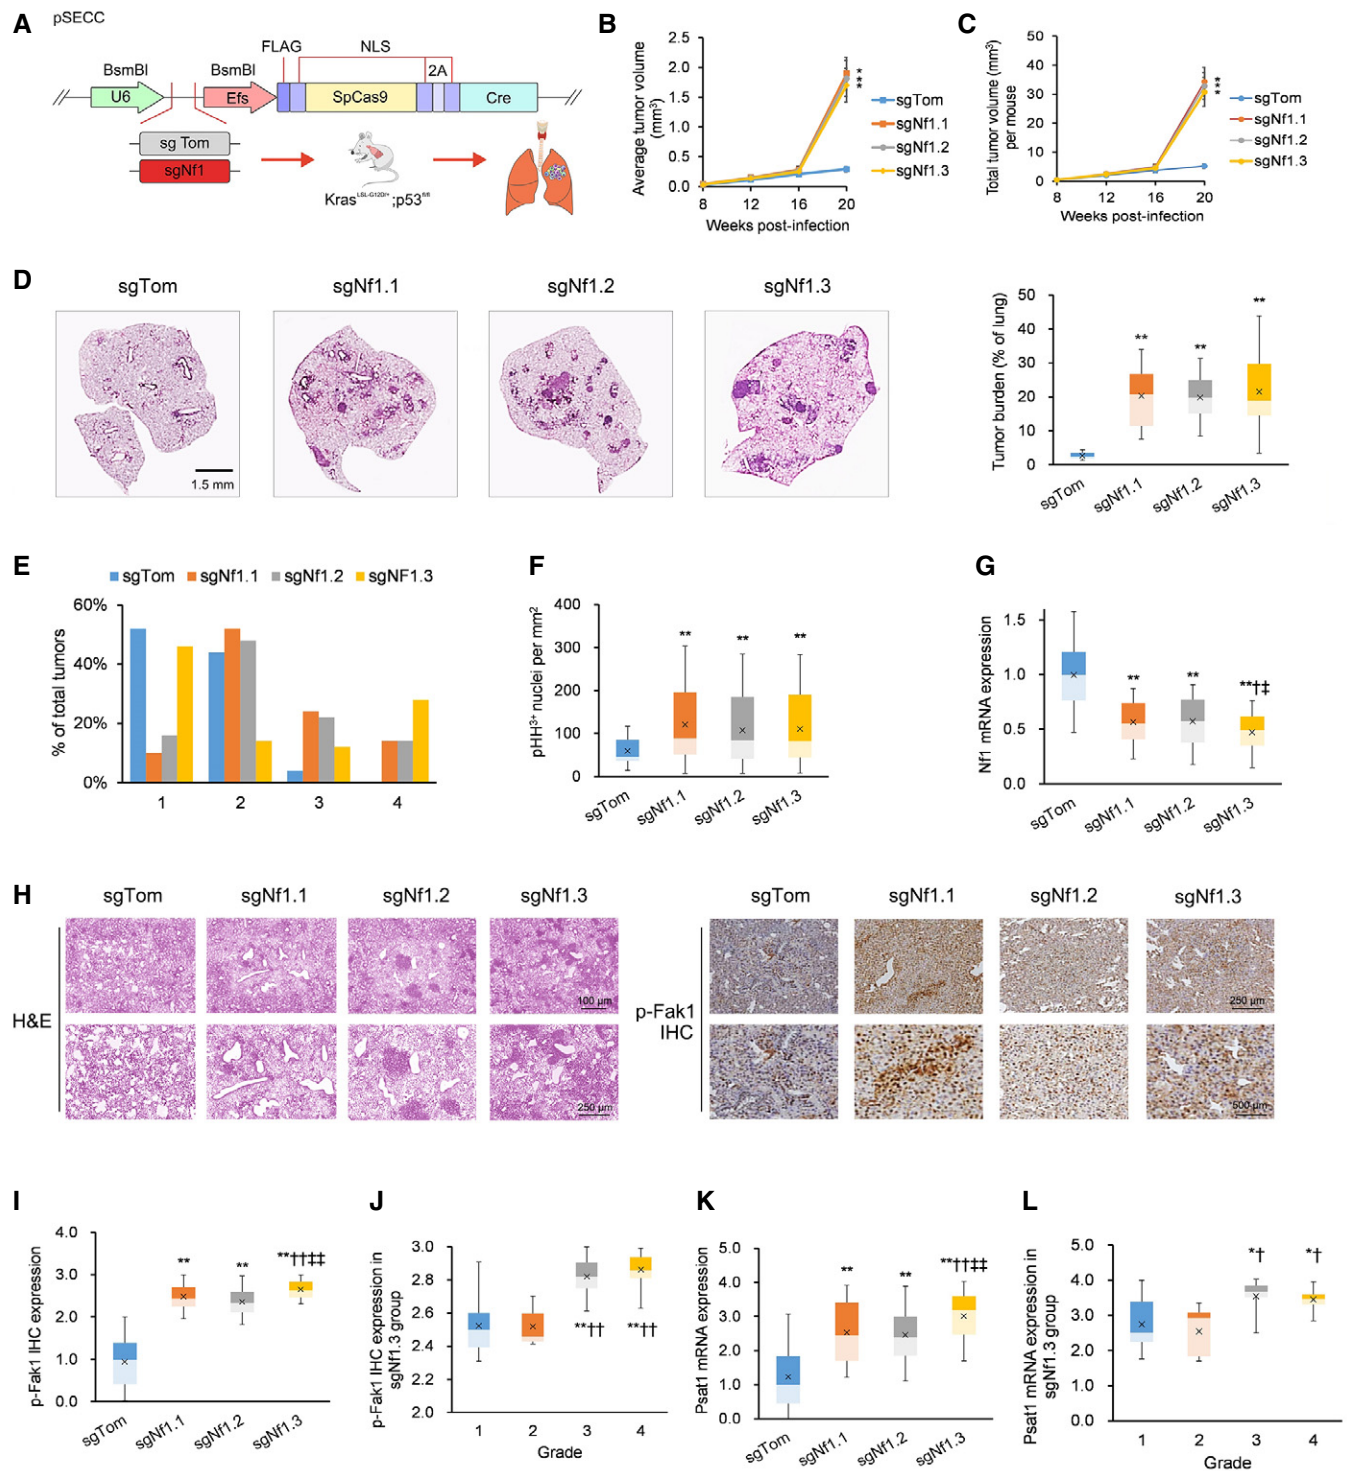 A
pSECC
FLAG
NLS
BsmBI
BsmBI
2A
U6
Efs
SpCas9
Cre
sg Tom
sgNf1
Kras LSL-G12D/+ ;p53 fl/fl
B
Average tumor volume
(mm³)
2.5
2.0
1.5
1.0
0.5
0.0
8 12 16 20
Weeks post-infection
***
sgTom
sgNf1.1
sgNf1.2
sgNf1.3
C
Total tumor volume (mm³)
per mouse
50
40
30
20
10
0
8 12 16 20
Weeks post-infection
***
sgTom
sgNf1.1
sgNf1.2
sgNf1.3
D
sgTom
sgNf1.1
sgNf1.2
sgNf1.3
1.5 mm
Tumor burden (% of lung)
50
40
30
20
10
0
** ** **
sgTom sgNf1.1 sgNf1.2 sgNf1.3
E
sgTom sgNf1.1 sgNf1.2 sgNF1.3
% of total tumors
60%
40%
20%
0%
1 2 3 4
F
pHH³⁺ nuclei per mm²
400
300
200
100
0
** ** **
sgTom sgNf1.1 sgNf1.2 sgNf1.3
G
Nf1 mRNA expression
1.5
1.0
0.5
0.0
** ** **†‡
sgTom sgNf1.1 sgNf1.2 sgNf1.3
H
sgTom sgNf1.1 sgNf1.2 sgNf1.3
H&E
100 µm
250 µm
sgTom sgNf1.1 sgNf1.2 sgNf1.3
p-Fak1
IHC
250 µm
500 µm
I
p-Fak1 IHC expression
4.0
3.0
2.0
1.0
0.0
** ** **††‡‡
sgTom sgNf1.1 sgNf1.2 sgNf1.3
J
p-Fak1 IHC expression in
sgNf1.3 group
3.0
2.8
2.6
2.4
2.2
2.0
**†† **††
1 2 3 4
Grade
K
Psat1 mRNA expression
5.0
4.0
3.0
2.0
1.0
0.0
** ** **††‡‡
sgTom sgNf1.1 sgNf1.2 sgNf1.3
L
Psat1 mRNA expression in
sgNf1.3 group
5.0
4.0
3.0
2.0
1.0
0.0
*† *†
1 2 3 4
Grade